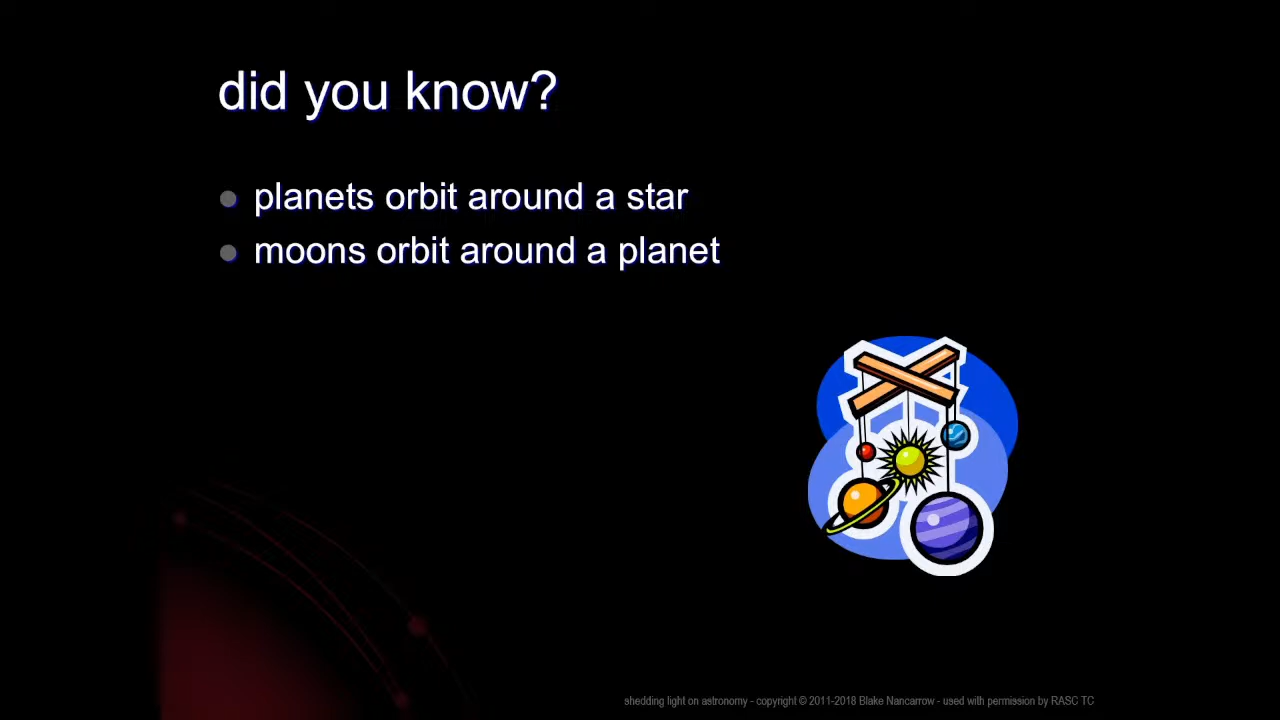 did you know?
planets orbit around a star
moons orbit around a planet
shedding light on astronomy - copyright © 2011-2018 Blake Nancarrow - used with permission by RASC TC